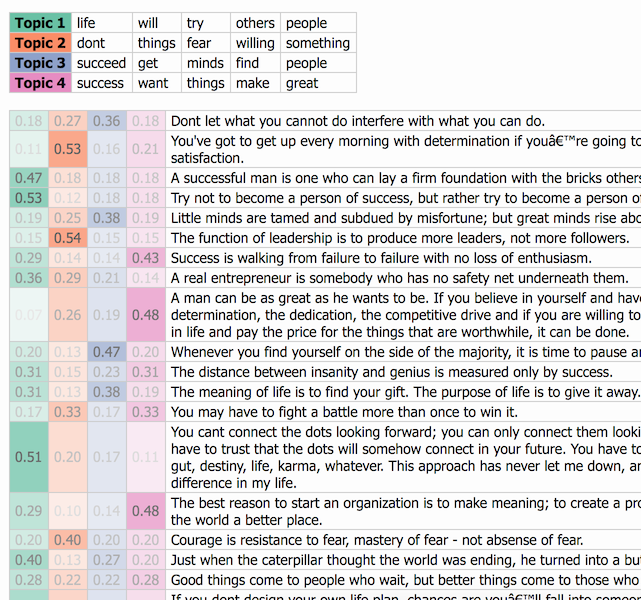 Topic 1 life will try others people
Topic 2 dont things fear willing something
Topic 3 succeed get minds find people
Topic 4 success want things make great
0.18 0.27 0.36 0.18 Dont let what you cannot do interfere with what you can do.
0.11 0.53 0.16 0.21 You've got to get up every morning with determination if youâ€™re going to
satisfaction.
0.47 0.18 0.18 0.18 A successful man is one who can lay a firm foundation with the bricks others
0.53 0.12 0.18 0.18 Try not to become a person of success, but rather try to become a person of
0.19 0.25 0.38 0.19 Little minds are tamed and subdued by misfortune; but great minds rise abo
0.15 0.54 0.15 0.15 The function of leadership is to produce more leaders, not more followers.
0.29 0.14 0.14 0.43 Success is walking from failure to failure with no loss of enthusiasm.
0.36 0.29 0.21 0.14 A real entrepreneur is somebody who has no safety net underneath them.
0.07 0.26 0.19 0.48 A man can be as great as he wants to be. If you believe in yourself and hav
determination, the dedication, the competitive drive and if you are willing to
in life and pay the price for the things that are worthwhile, it can be done.
0.20 0.13 0.47 0.20 Whenever you find yourself on the side of the majority, it is time to pause an
0.31 0.15 0.23 0.31 The distance between insanity and genius is measured only by success.
0.31 0.13 0.38 0.19 The meaning of life is to find your gift. The purpose of life is to give it away.
0.17 0.33 0.17 0.33 You may have to fight a battle more than once to win it.
0.51 0.20 0.17 0.11 You cant connect the dots looking forward; you can only connect them looki
have to trust that the dots will somehow connect in your future. You have to
gut, destiny, life, karma, whatever. This approach has never let me down, an
difference in my life.
0.29 0.10 0.14 0.48 The best reason to start an organization is to make meaning; to create a pro
the world a better place.
0.20 0.40 0.20 0.20 Courage is resistance to fear, mastery of fear - not absense of fear.
0.40 0.13 0.27 0.20 Just when the caterpillar thought the world was ending, he turned into a but
0.28 0.22 0.22 0.28 Good things come to people who wait, but better things come to those who
If you dont design your own life plan, chances are youâ€™ll fall into someo